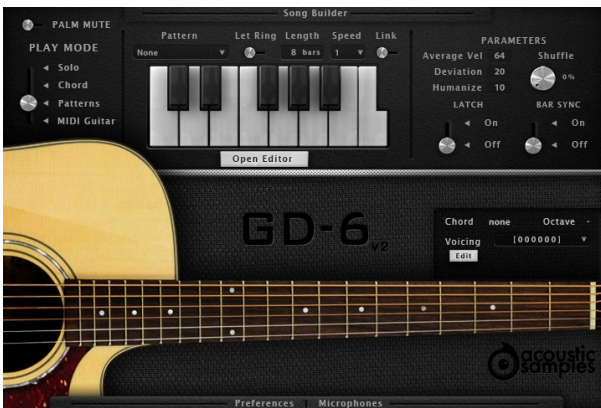 Song Builder
PALM MUTE
PLAY MODE
Solo
Chord
Patterns
MIDI Guitar
Pattern Let Ring Length Speed Link
None 8 bars 1
Open Editor
PARAMETERS
Average Vel 64
Deviation 20
Humanize 10
Shuffle
0%
LATCH
On
Off
BAR SYNC
On
Off
GD-6 v2
Chord none Octave -
Voicing [000000]
Edit
acoustic
samples
Preferences Microphones